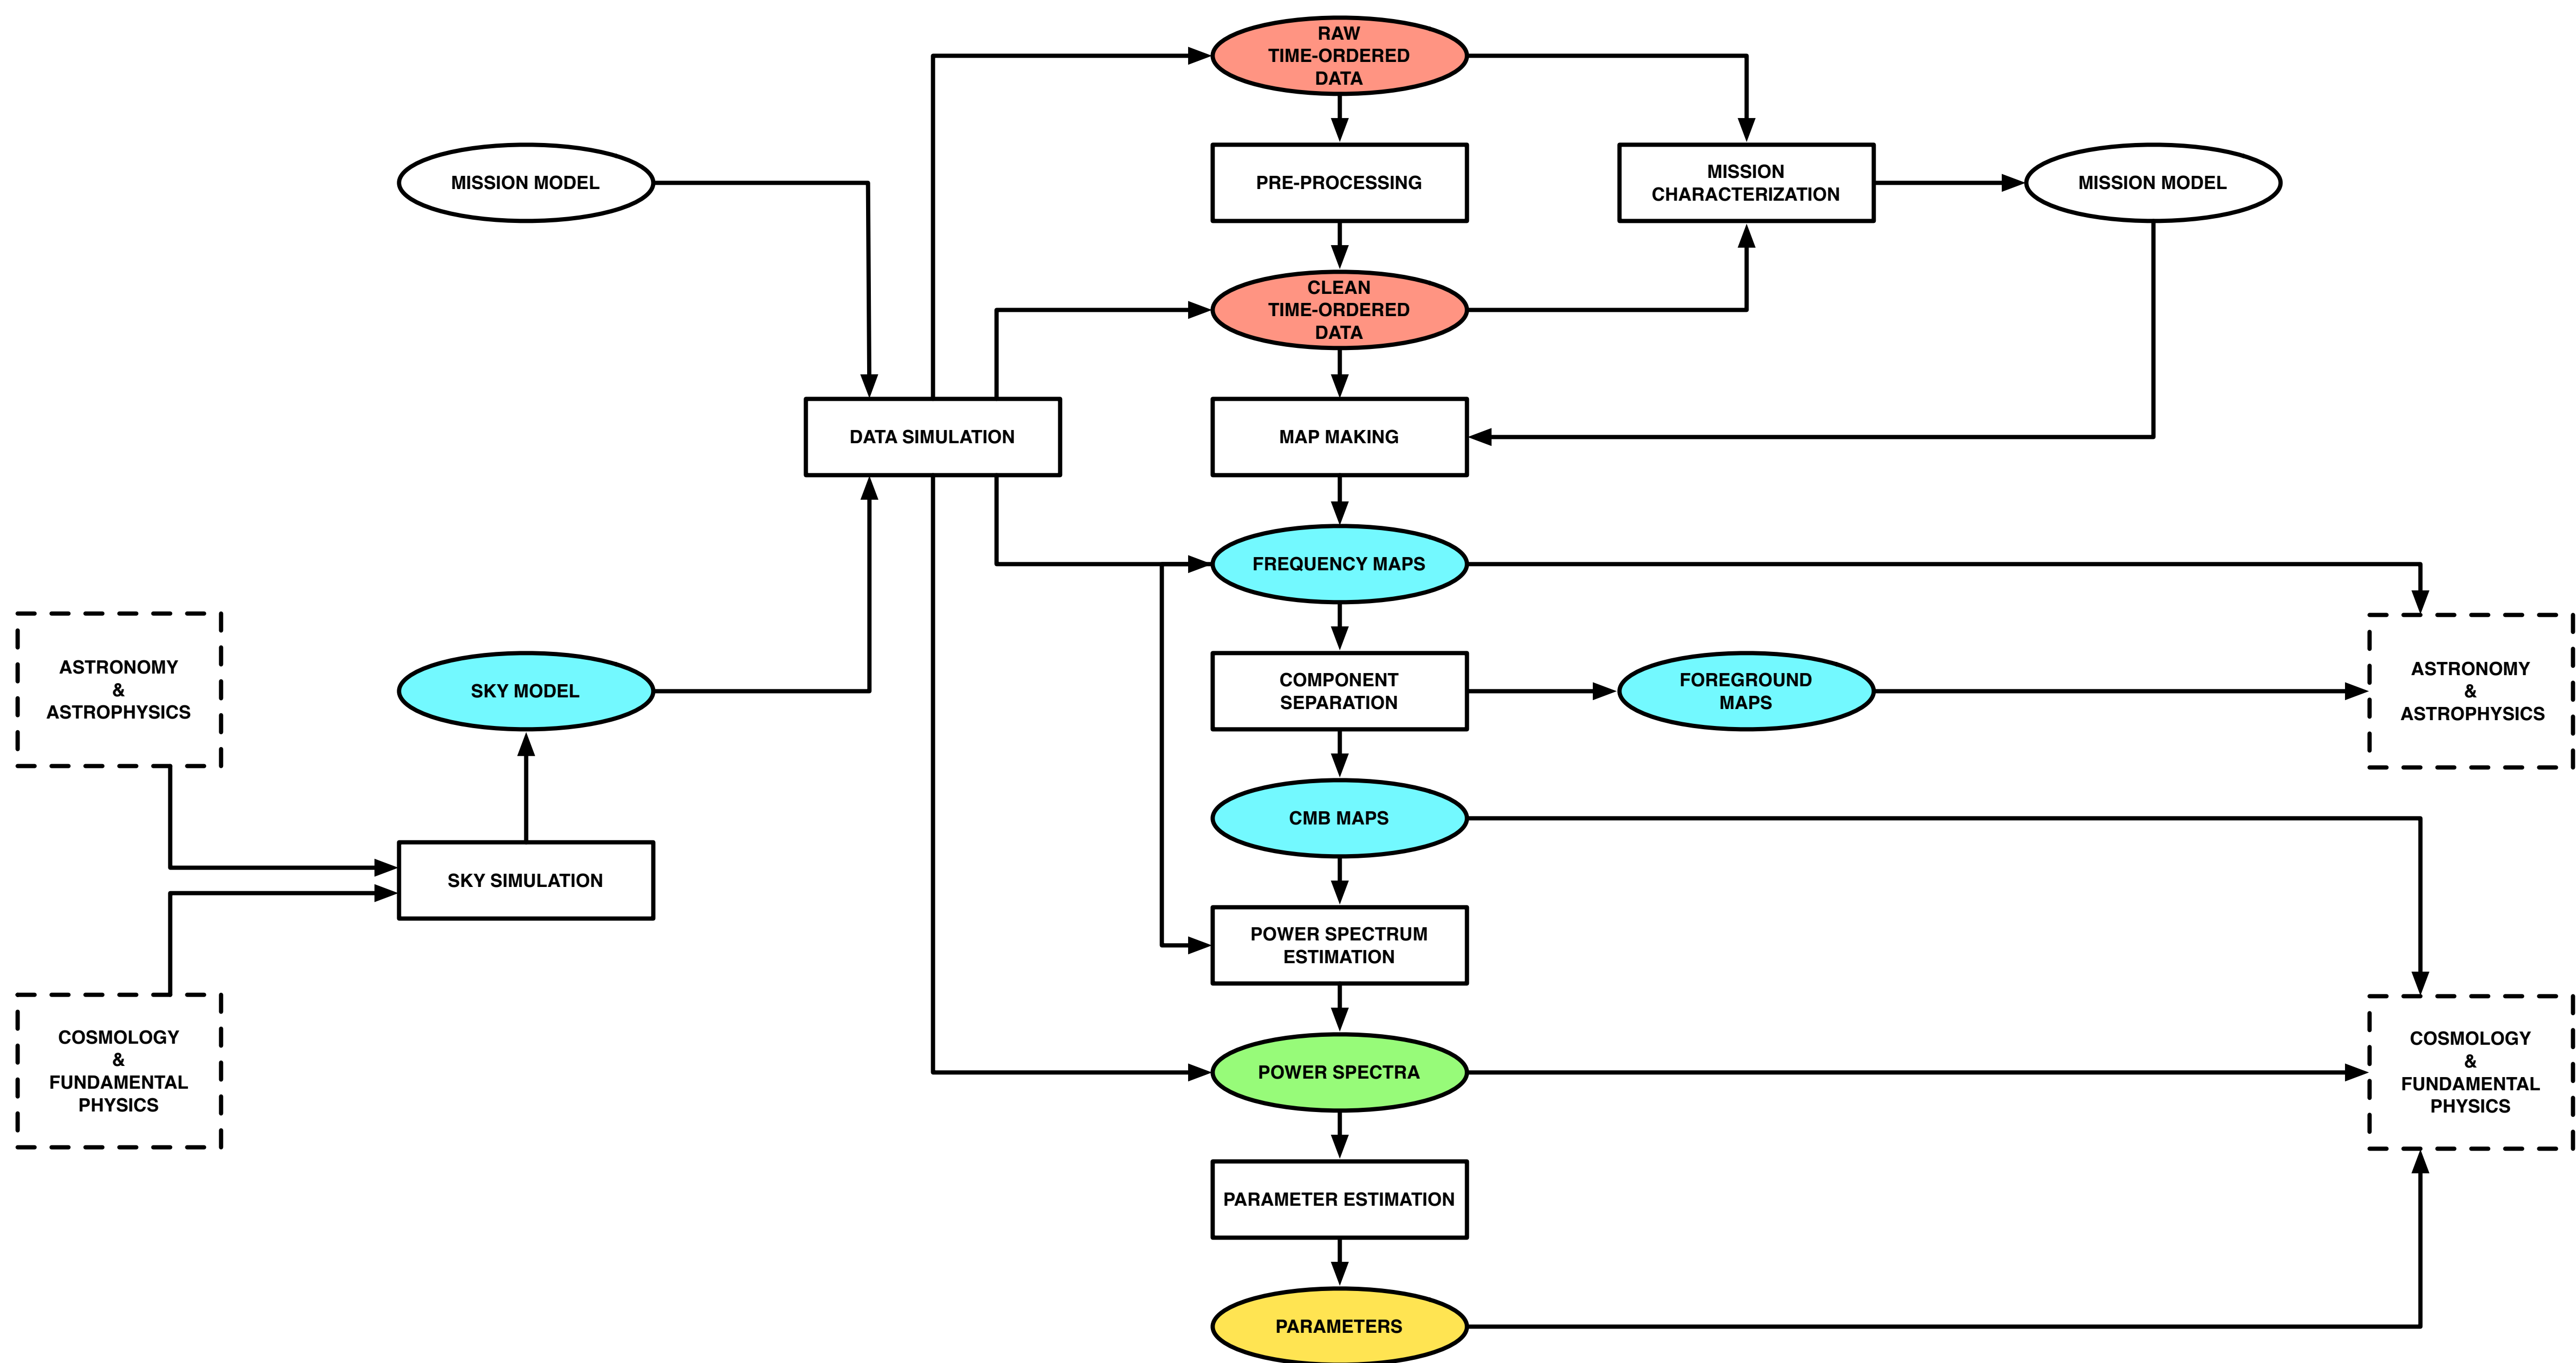 RAW
TIME-ORDERED
DATA
MISSION MODEL
PRE-PROCESSING
MISSION
CHARACTERIZATION
MISSION MODEL
CLEAN
TIME-ORDERED
DATA
DATA SIMULATION
MAP MAKING
FREQUENCY MAPS
ASTRONOMY
&
ASTROPHYSICS
SKY MODEL
COMPONENT
SEPARATION
FOREGROUND
MAPS
ASTRONOMY
&
ASTROPHYSICS
CMB MAPS
SKY SIMULATION
POWER SPECTRUM
ESTIMATION
COSMOLOGY
&
FUNDAMENTAL
PHYSICS
POWER SPECTRA
COSMOLOGY
&
FUNDAMENTAL
PHYSICS
PARAMETER ESTIMATION
PARAMETERS